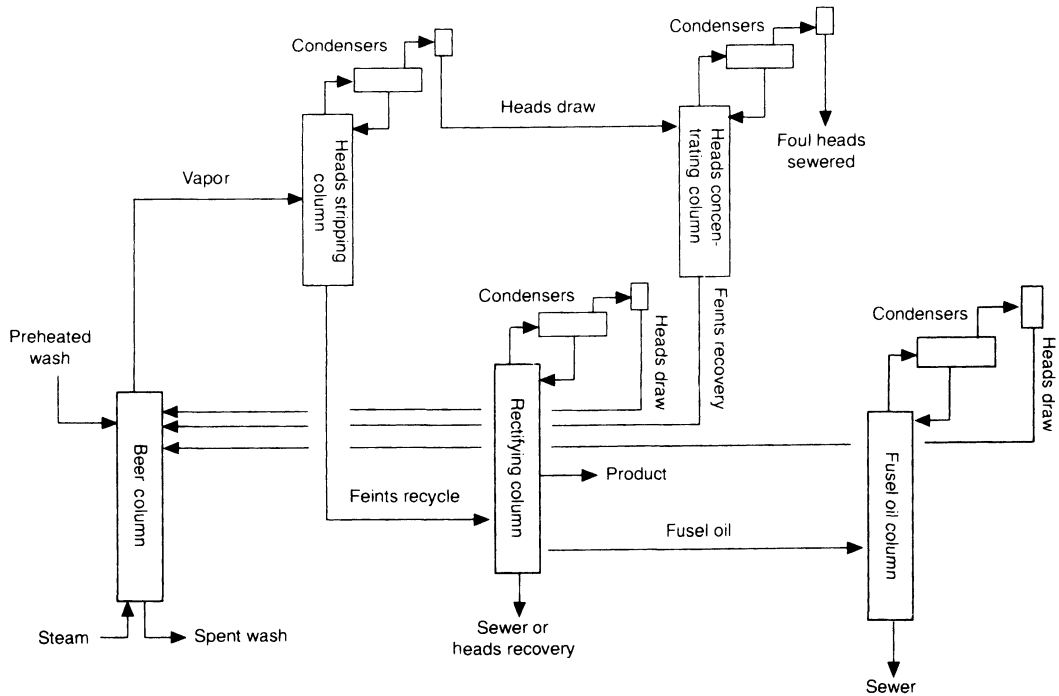 Condensers
Condensers
Heads draw
Foul heads
sewered
Vapor
Heads stripping
column
Heads concen-
trating column
Condensers
Heads draw
Feints recovery
Condensers
Heads draw
Preheated
wash
Beer column
Rectifying column
Product
Fusel oil column
Feints recycle
Fusel oil
Steam
Spent wash
Sewer or
heads recovery
Sewer